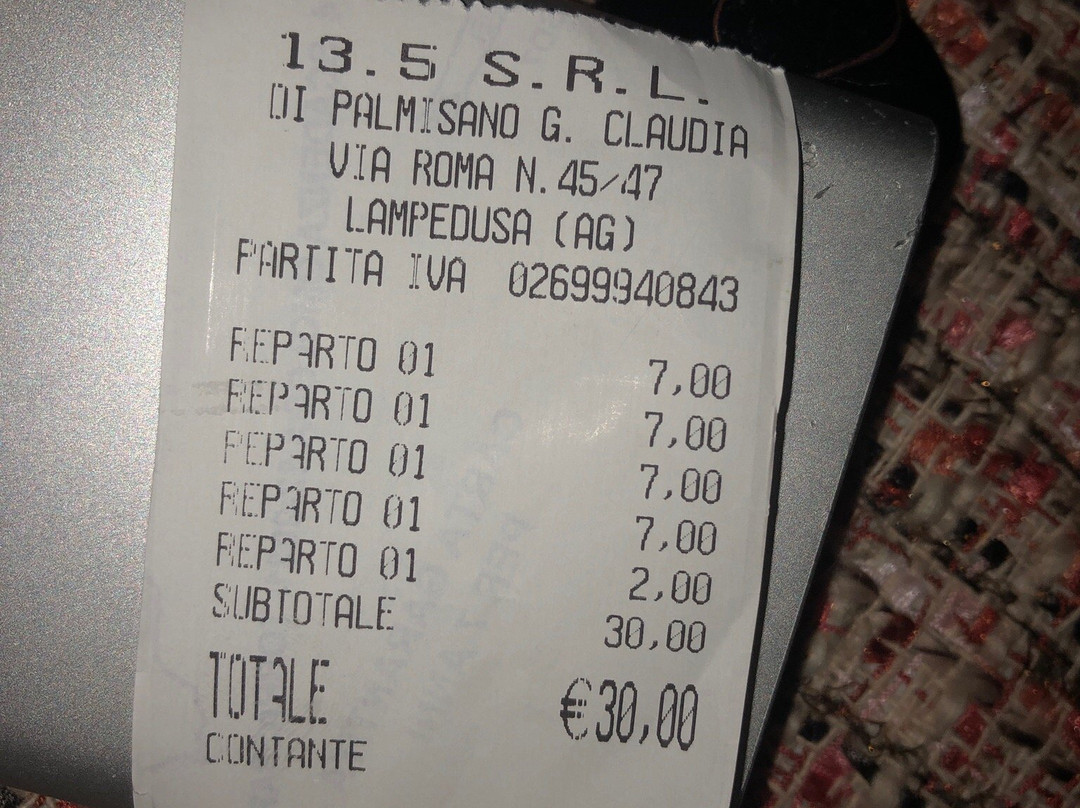 13.5 S.R.L.
DI PALMISANO G. CLAUDIA
VIA ROMA N.45/47
LAMPEDUSA (AG)
PARTITA IVA 02699940843
REPARTO 01 7,00
REPARTO 01 7,00
REPARTO 01 7,00
REPARTO 01 7,00
REPARTO 01 2,00
SUBTOTALE 30,00
TOTALE €30,00
CONTANTE